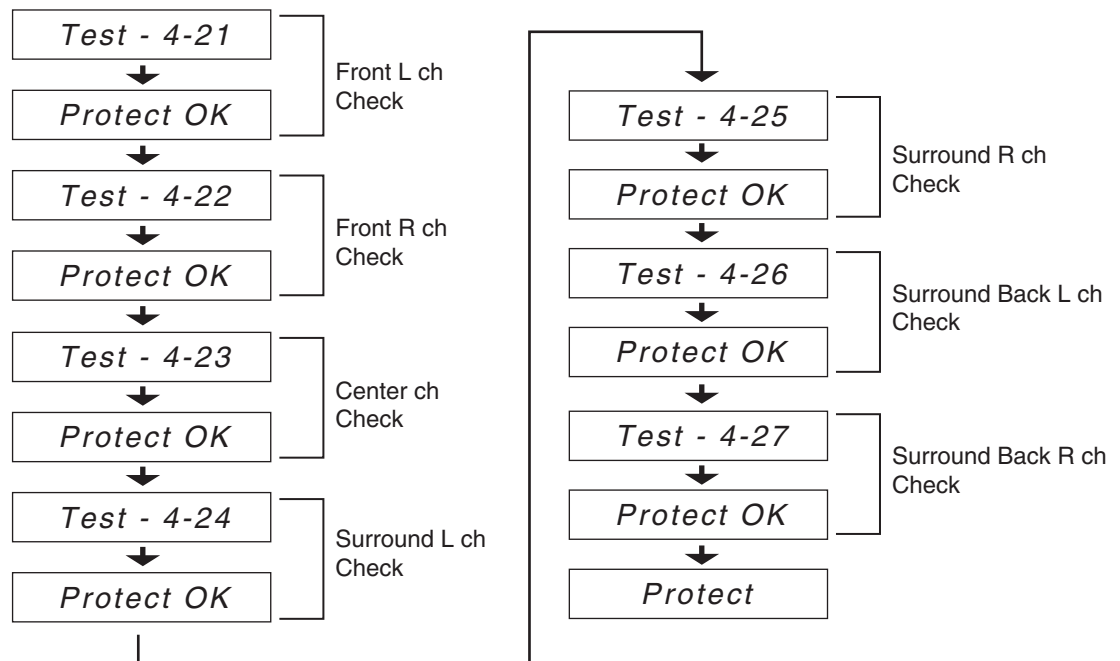 Test - 4-21
Front L ch
Check
Protect OK
Test - 4-22
Front R ch
Check
Protect OK
Test - 4-23
Center ch
Check
Protect OK
Test - 4-24
Surround L ch
Check
Protect OK
Test - 4-25
Surround R ch
Check
Protect OK
Test - 4-26
Surround Back L ch
Check
Protect OK
Test - 4-27
Surround Back R ch
Check
Protect OK
Protect